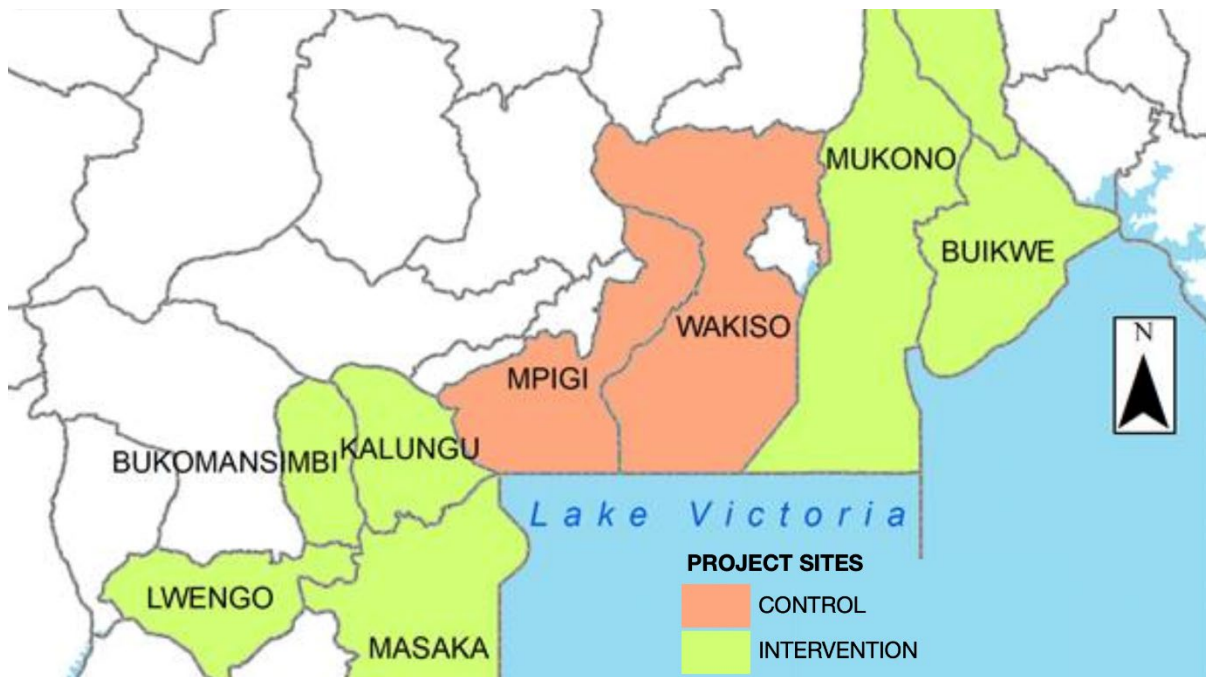 MUKONO
BUIKWE
WAKISO
MPIGI
KALUNGU
BUKOMANSIMBI
LWENGO
MASAKA
Lake Victoria
N
PROJECT SITES
CONTROL
INTERVENTION